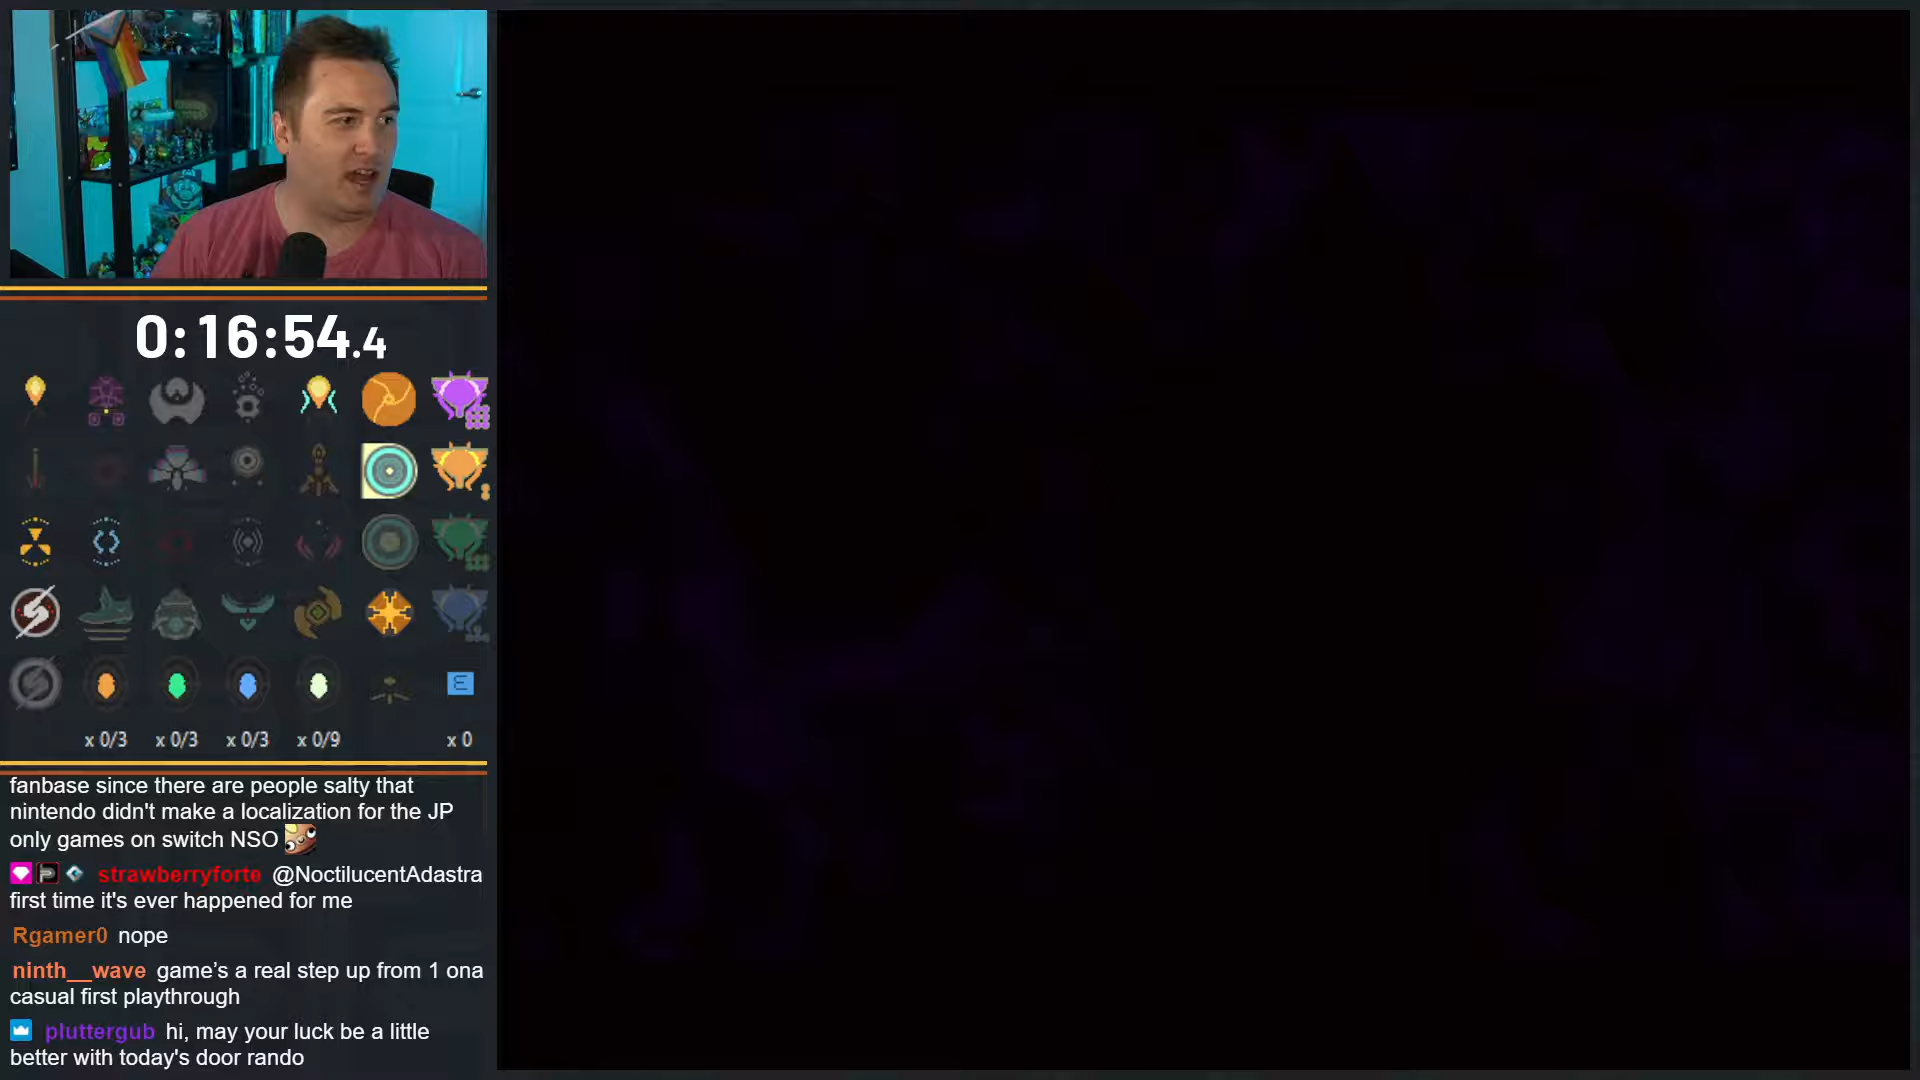 0:16:54.4
x 0/3 x 0/3 x 0/3 x 0/9 x 0
fanbase since there are people salty that
nintendo didn't make a localization for the JP
only games on switch NSO
strawberryforte @NoctilucentAdastra
first time it's ever happened for me
Rgamer0 nope
ninth__wave game’s a real step up from 1 ona
casual first playthrough
pluttergub hi, may your luck be a little
better with today's door rando